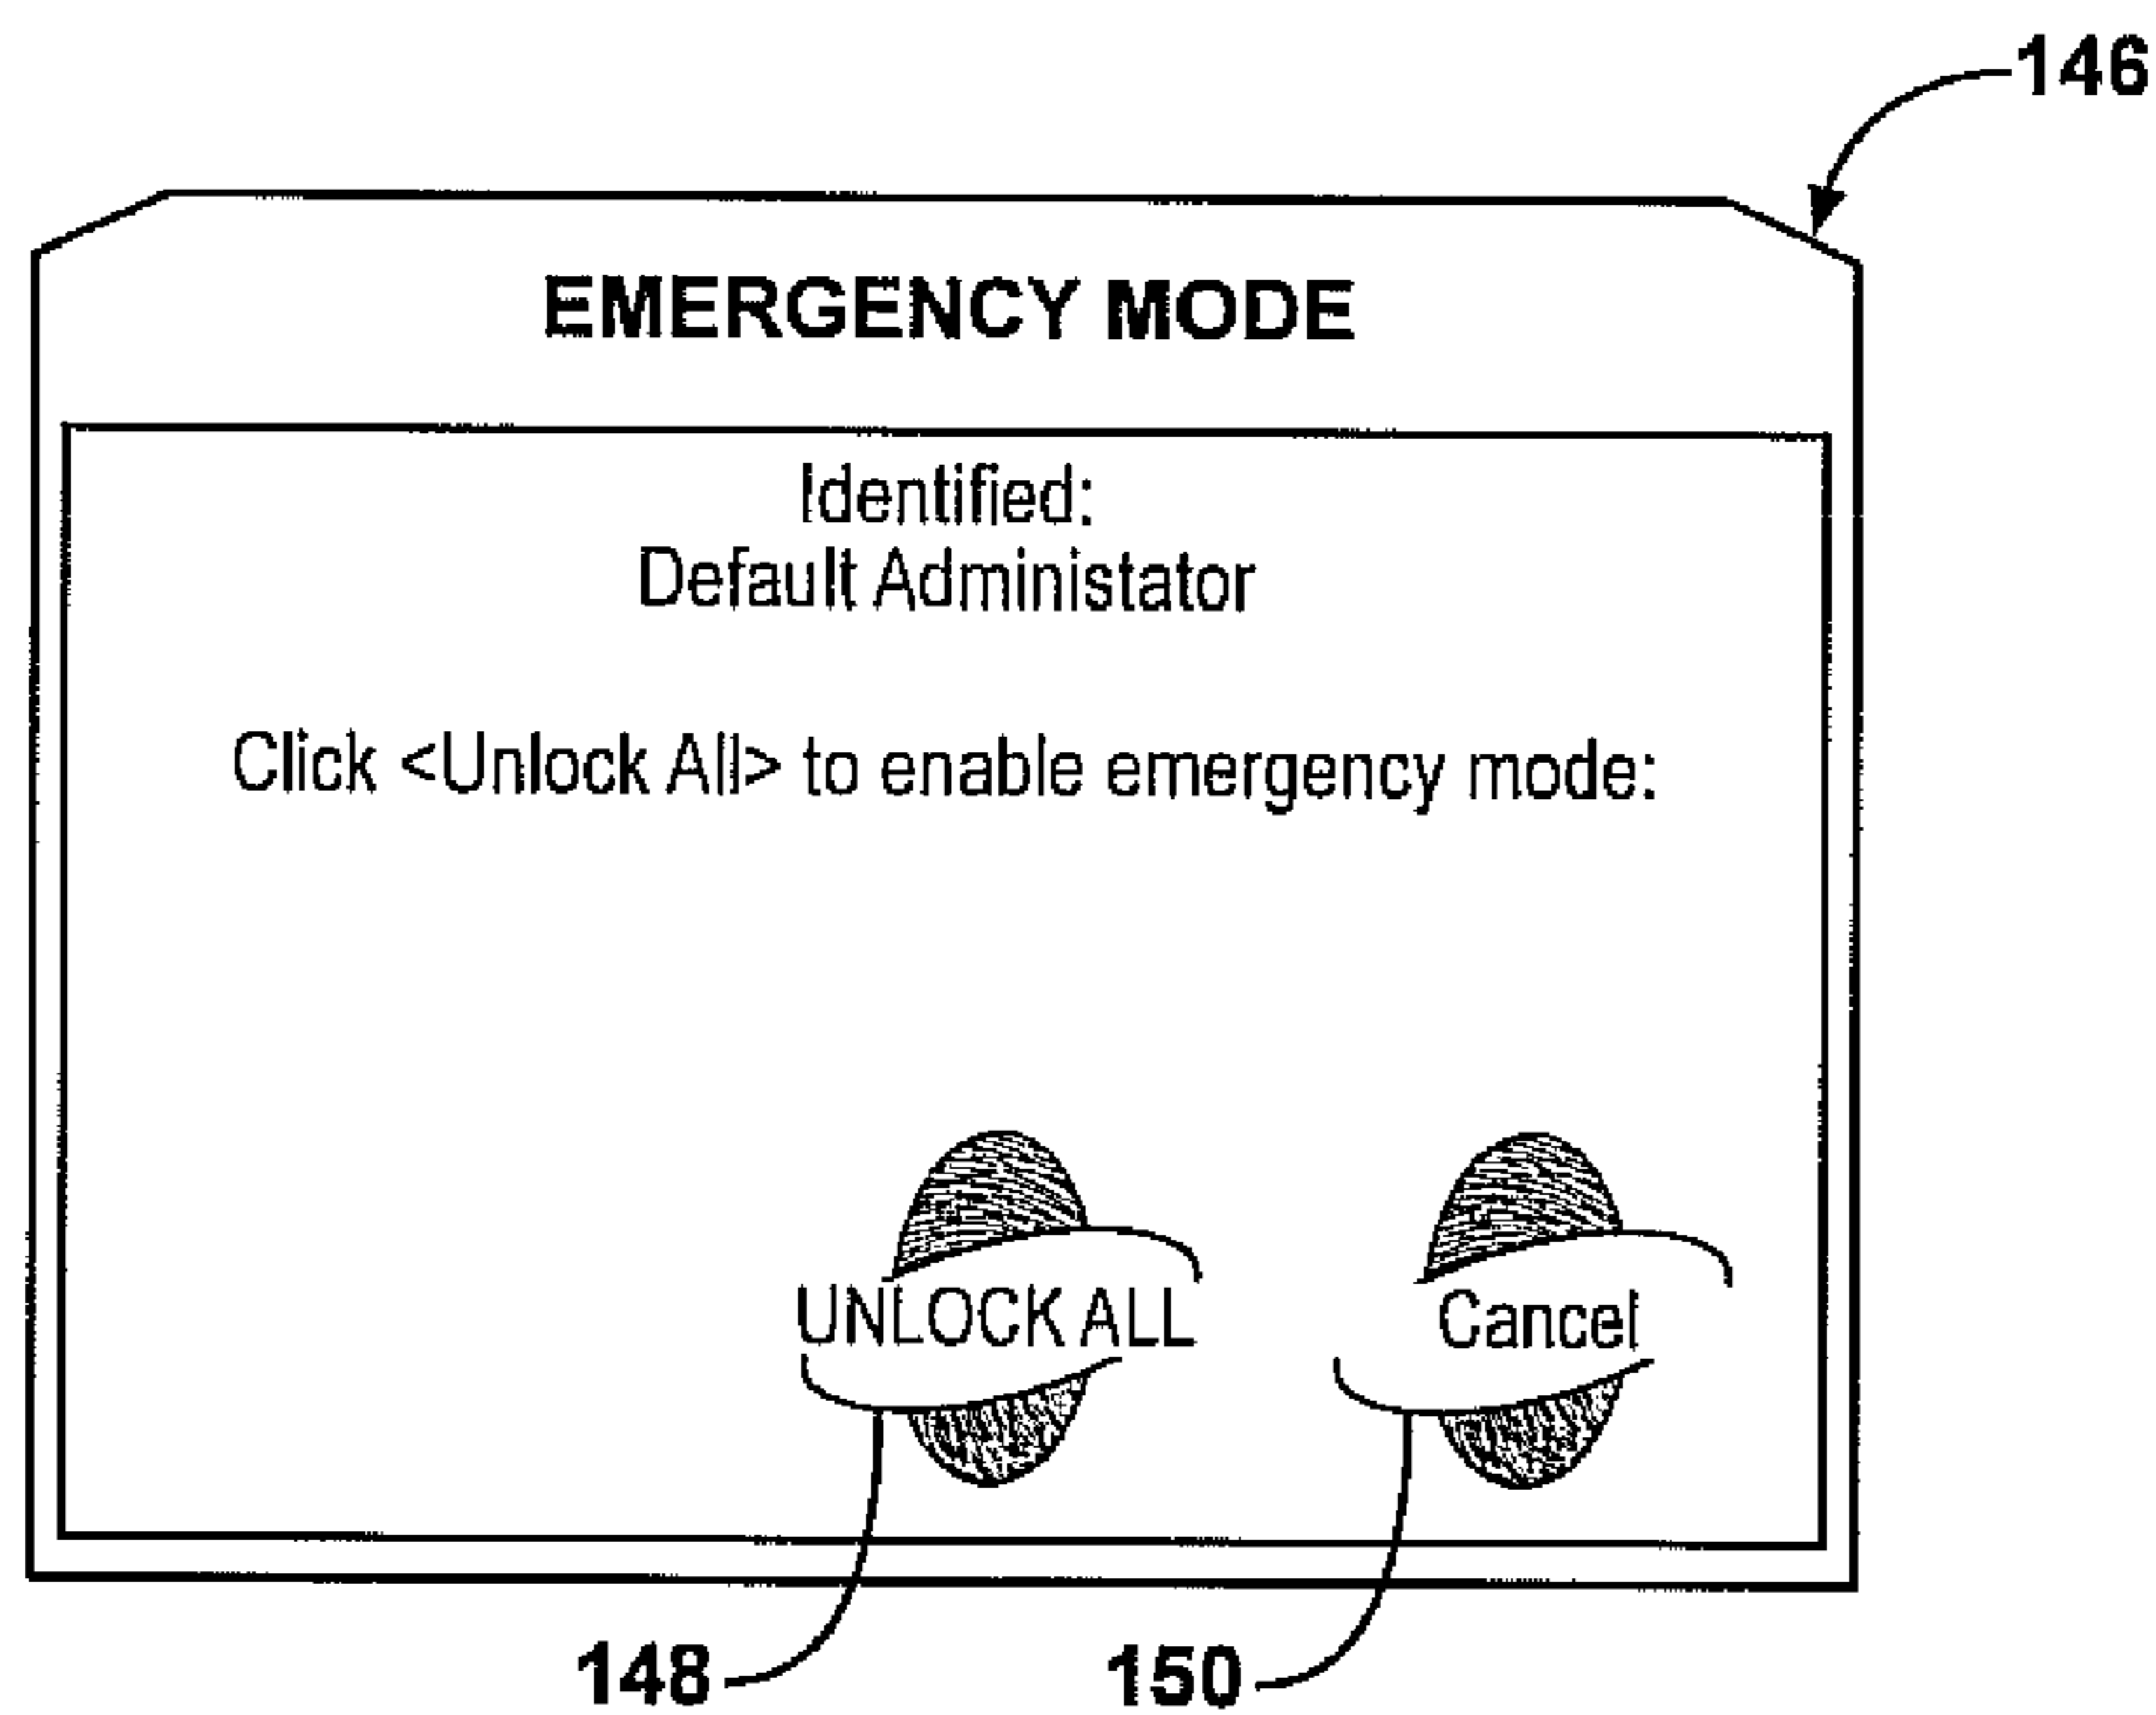 146
EMERGENCY MODE
Identified:
Default Administator
Click <Unlock All> to enable emergency mode:
UNLOCK ALL
Cancel
148
150